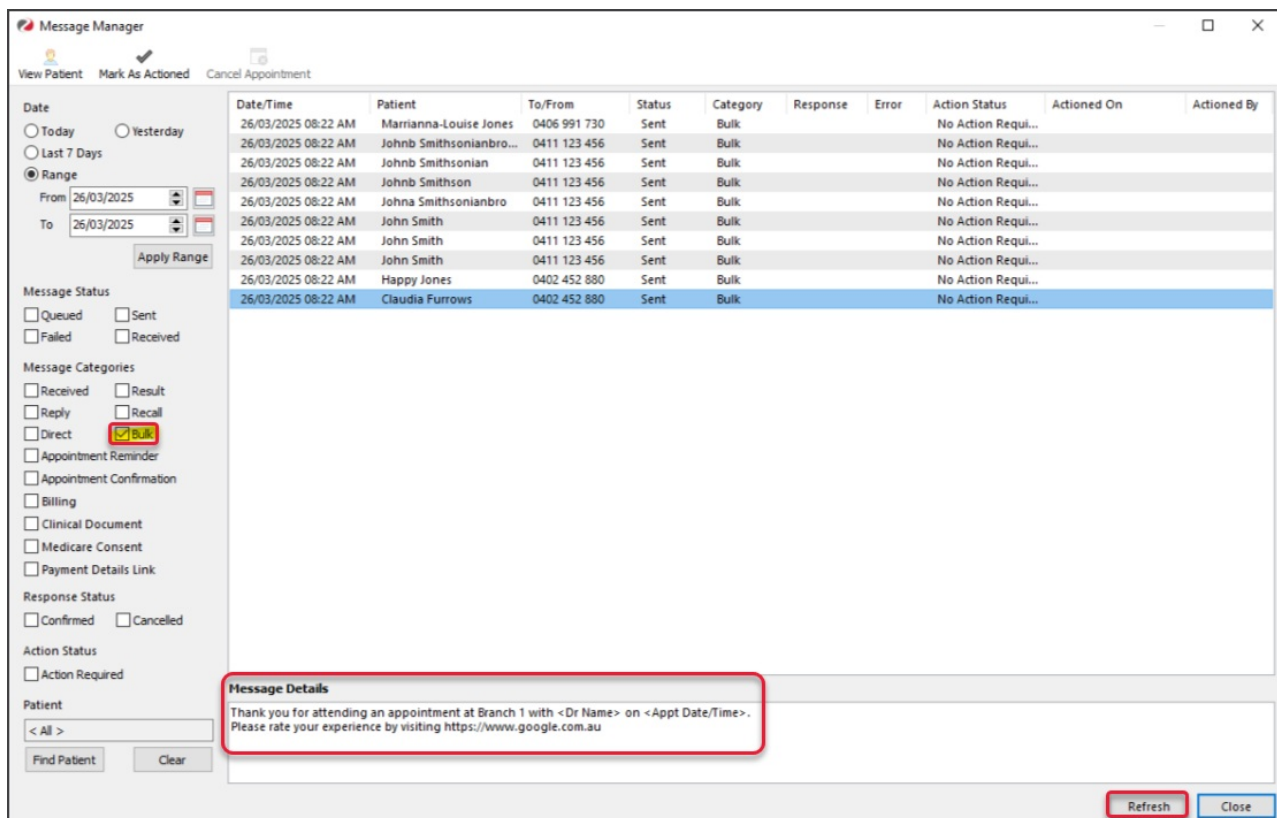 Message Manager
View Patient Mark As Actioned Cancel Appointment
Date
Today Yesterday
Last 7 Days
Range
From 26/03/2025
To 26/03/2025
Apply Range
Message Status
Queued Sent
Failed Received
Message Categories
Received Result
Reply Recall
Direct Bulk
Appointment Reminder
Appointment Confirmation
Billing
Clinical Document
Medicare Consent
Payment Details Link
Response Status
Confirmed Cancelled
Action Status
Action Required
Patient
< All >
Find Patient Clear
Date/Time Patient To/From Status Category Response Error Action Status Actioned On Actioned By
26/03/2025 08:22 AM Marrianna-Louise Jones 0406 991 730 Sent Bulk No Action Requi...
26/03/2025 08:22 AM Johnb Smithsonianbro... 0411 123 456 Sent Bulk No Action Requi...
26/03/2025 08:22 AM Johnb Smithsonian 0411 123 456 Sent Bulk No Action Requi...
26/03/2025 08:22 AM Johnb Smithson 0411 123 456 Sent Bulk No Action Requi...
26/03/2025 08:22 AM Johna Smithsonianbro 0411 123 456 Sent Bulk No Action Requi...
26/03/2025 08:22 AM John Smith 0411 123 456 Sent Bulk No Action Requi...
26/03/2025 08:22 AM John Smith 0411 123 456 Sent Bulk No Action Requi...
26/03/2025 08:22 AM John Smith 0411 123 456 Sent Bulk No Action Requi...
26/03/2025 08:22 AM Happy Jones 0402 452 880 Sent Bulk No Action Requi...
26/03/2025 08:22 AM Claudia Furrows 0402 452 880 Sent Bulk No Action Requi...
Message Details
Thank you for attending an appointment at Branch 1 with <Dr Name> on <Appt Date/Time>.
Please rate your experience by visiting https://www.google.com.au
Refresh Close